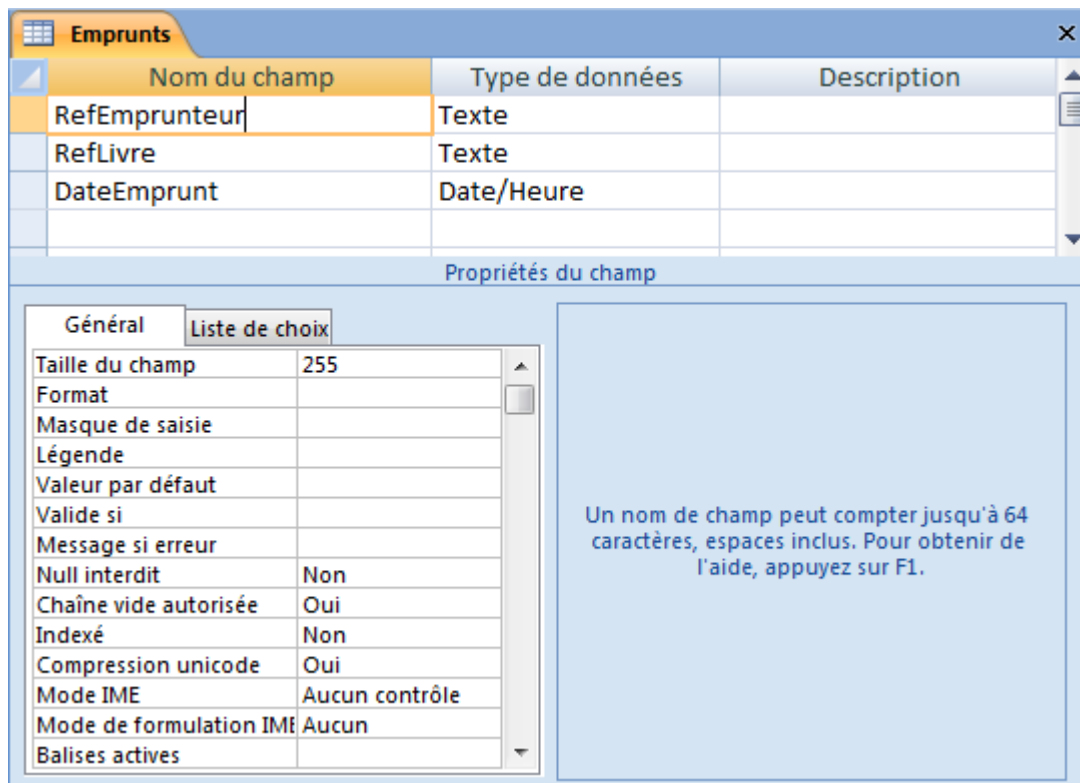 Emprunts
Nom du champ Type de données Description
RefEmprunteur Texte
RefLivre Texte
DateEmprunt Date/Heure
Propriétés du champ
Général Liste de choix
Taille du champ 255
Format
Masque de saisie
Légende
Valeur par défaut
Valide si
Message si erreur
Null interdit Non
Chaîne vide autorisée Oui
Indexé Non
Compression unicode Oui
Mode IME Aucun contrôle
Mode de formulation IME Aucun
Balises actives
Un nom de champ peut compter jusqu'à 64
caractères, espaces inclus. Pour obtenir de
l'aide, appuyez sur F1.